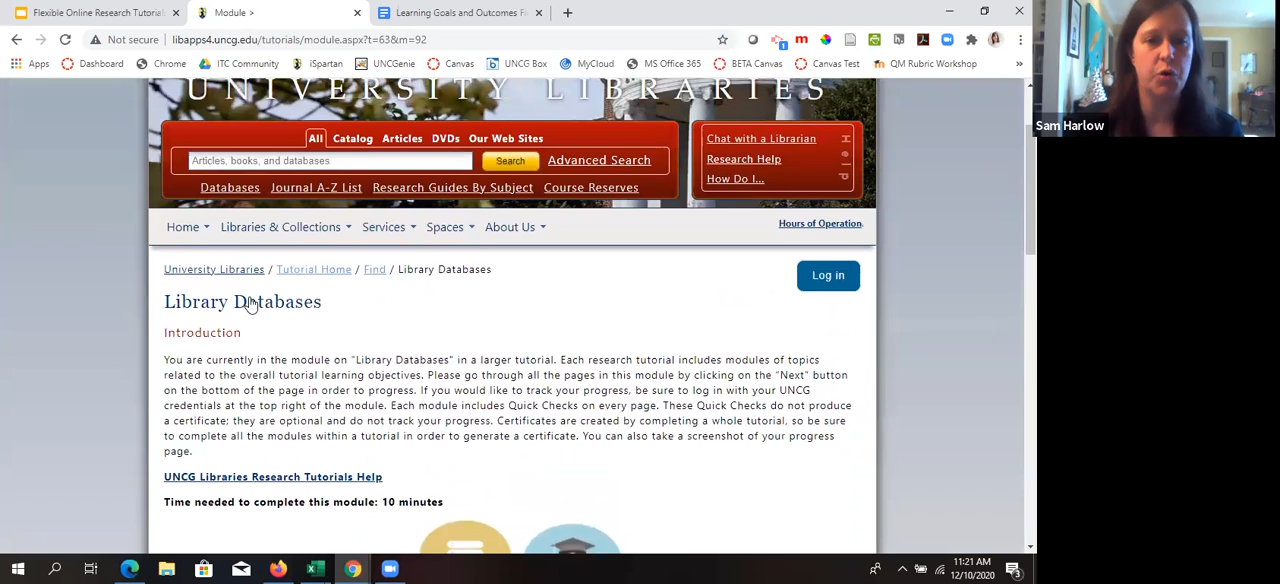 Flexible Online Research Tutorials
Module >
Learning Goals and Outcomes Fi
Not secure
libapps4.uncg.edu/tutorials/module.aspx?t=63&m=92
Apps
Dashboard
Chrome
ITC Community
iSpartan
UNCGenie
Canvas
UNCG Box
MyCloud
MS Office 365
BETA Canvas
Canvas Test
QM Rubric Workshop
»
Sam Harlow
UNIVERSITY LIBRARIES
All Catalog Articles DVDs Our Web Sites
Articles, books, and databases
Search
Advanced Search
Databases Journal A-Z List Research Guides By Subject Course Reserves
Chat with a Librarian
Research Help
How Do I...
Help
Home Libraries & Collections Services Spaces About Us
Hours of Operation.
University Libraries / Tutorial Home / Find / Library Databases
Log in
Library Databases
Introduction
You are currently in the module on "Library Databases" in a larger tutorial. Each research tutorial includes modules of topics
related to the overall tutorial learning objectives. Please go through all the pages in this module by clicking on the "Next" button
on the bottom of the page in order to progress. If you would like to track your progress, be sure to log in with your UNCG
credentials at the top right of the module. Each module includes Quick Checks on every page. These Quick Checks do not produce
a certificate; they are optional and do not track your progress. Certificates are created by completing a whole tutorial, so be sure
to complete all the modules within a tutorial in order to generate a certificate. You can also take a screenshot of your progress
page.
UNCG Libraries Research Tutorials Help
Time needed to complete this module: 10 minutes
11:21 AM
12/10/2020